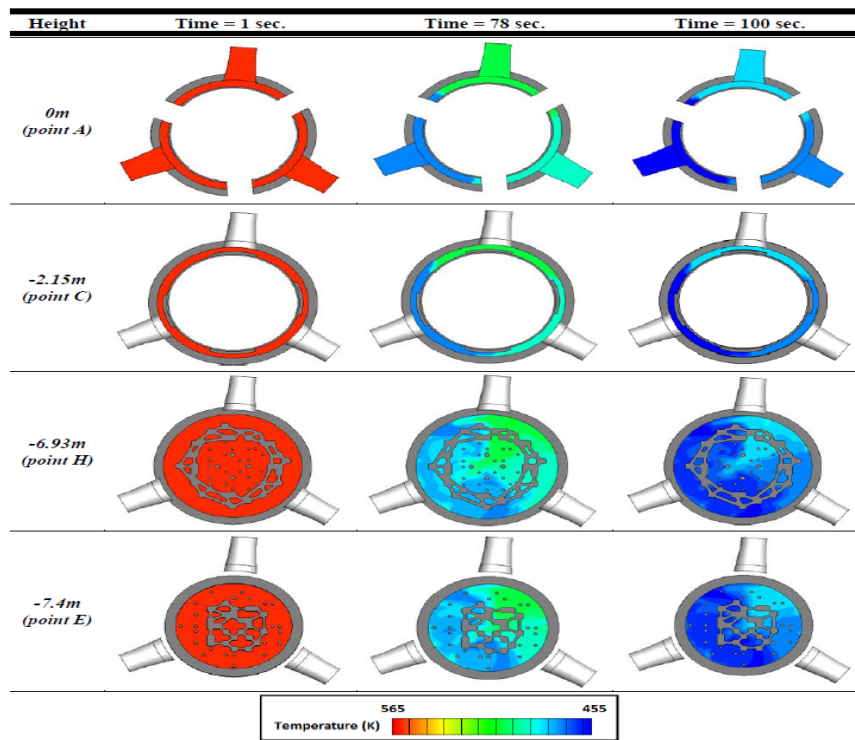 Height Time = 1 sec. Time = 78 sec. Time = 100 sec.
0m
(point A)
-2.15m
(point C)
-6.93m
(point H)
-7.4m
(point E)
565 455
Temperature (K)